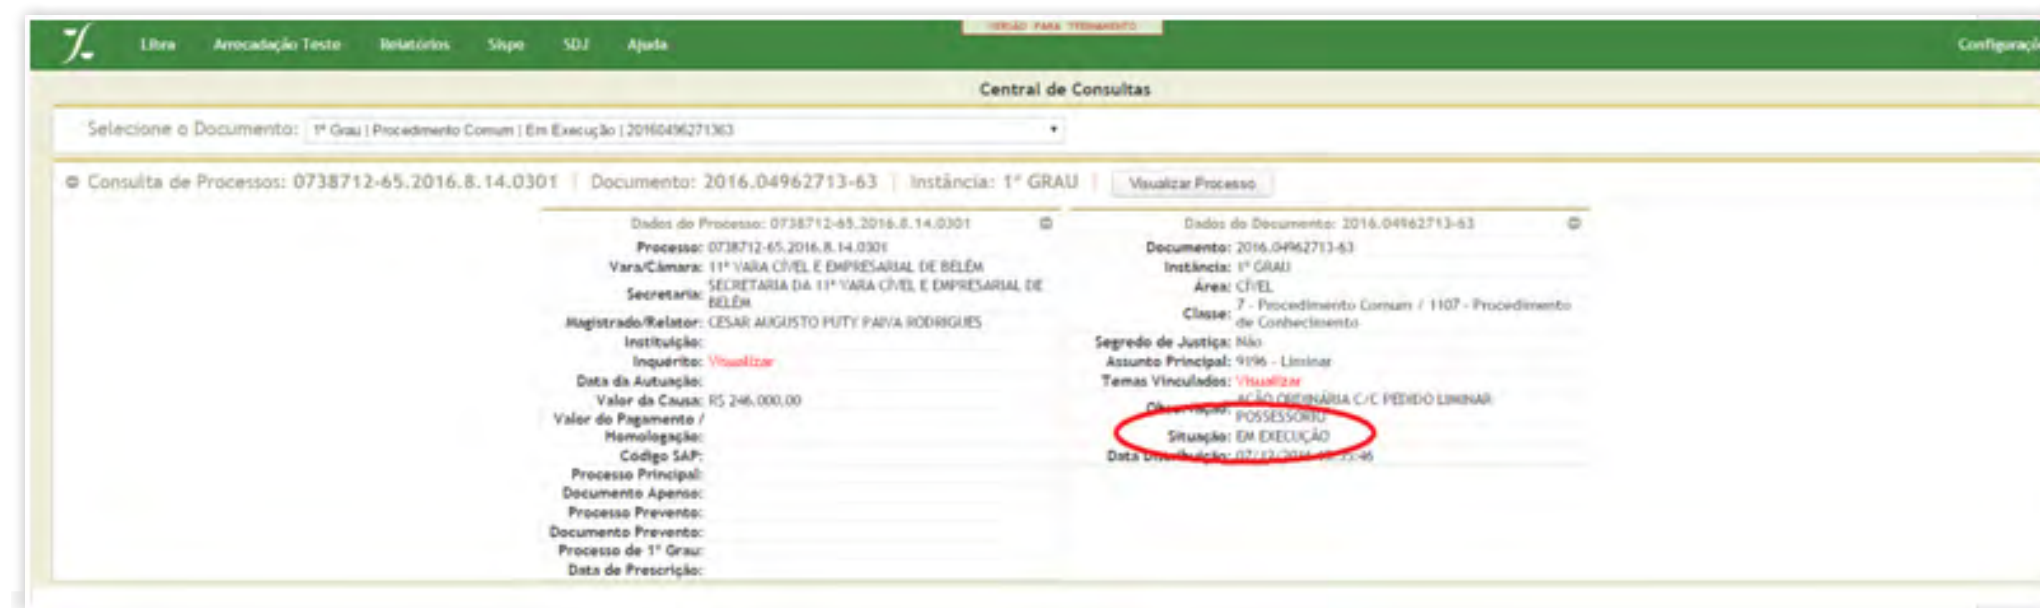 VERSÃO PARA TREINAMENTO
Libra Arrecadação Teste Relatórios Sispe SDJ Ajuda
Central de Consultas
Selecione o Documento: 1º Grau | Procedimento Comum | Em Execução | 20160496271363
Consulta de Processos: 0738712-65.2016.8.14.0301 | Documento: 2016.04962713-63 | Instância: 1º GRAU | Visualizar Processo
Dados do Processo: 0738712-65.2016.8.14.0301
Processo: 0738712-65.2016.8.14.0301
Vara/Câmara: 11ª VARA CÍVEL E EMPRESARIAL DE BELÉM
Secretaria: SECRETARIA DA 11ª VARA CÍVEL E EMPRESARIAL DE
BELÉM
Magistrado/Relator: CESAR AUGUSTO PUTY PAIVA RODRIGUES
Instituição:
Inquérito: Visualizar
Data da Autuação:
Valor da Causa: R$ 246.000,00
Valor do Pagamento /
Homologação:
Código SAP:
Processo Principal:
Documento Apenso:
Processo Prevento:
Documento Prevento:
Processo de 1º Grau:
Data de Prescrição:
Dados do Documento: 2016.04962713-63
Documento: 2016.04962713-63
Instância: 1º GRAU
Área: CÍVEL
Classe: 7 - Procedimento Comum / 1107 - Procedimento
de Conhecimento
Segredo de Justiça: Não
Assunto Principal: 9196 - Liminar
Temas Vinculados: Visualizar
Observação: AÇÃO ORDINÁRIA C/C PEDIDO LIMINAR
POSSESSÓRIO
Situação: EM EXECUÇÃO
Data Distribuição: